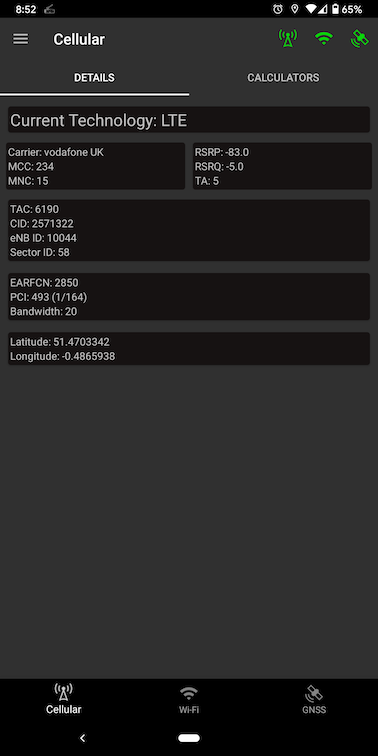 8:52
65%
Cellular
DETAILS
CALCULATORS
Current Technology: LTE
Carrier: vodafone UK
MCC: 234
MNC: 15
RSRP: -83.0
RSRQ: -5.0
TA: 5
TAC: 6190
CID: 2571322
eNB ID: 10044
Sector ID: 58
EARFCN: 2850
PCI: 493 (1/164)
Bandwidth: 20
Latitude: 51.4703342
Longitude: -0.4865938
Cellular
Wi-Fi
GNSS